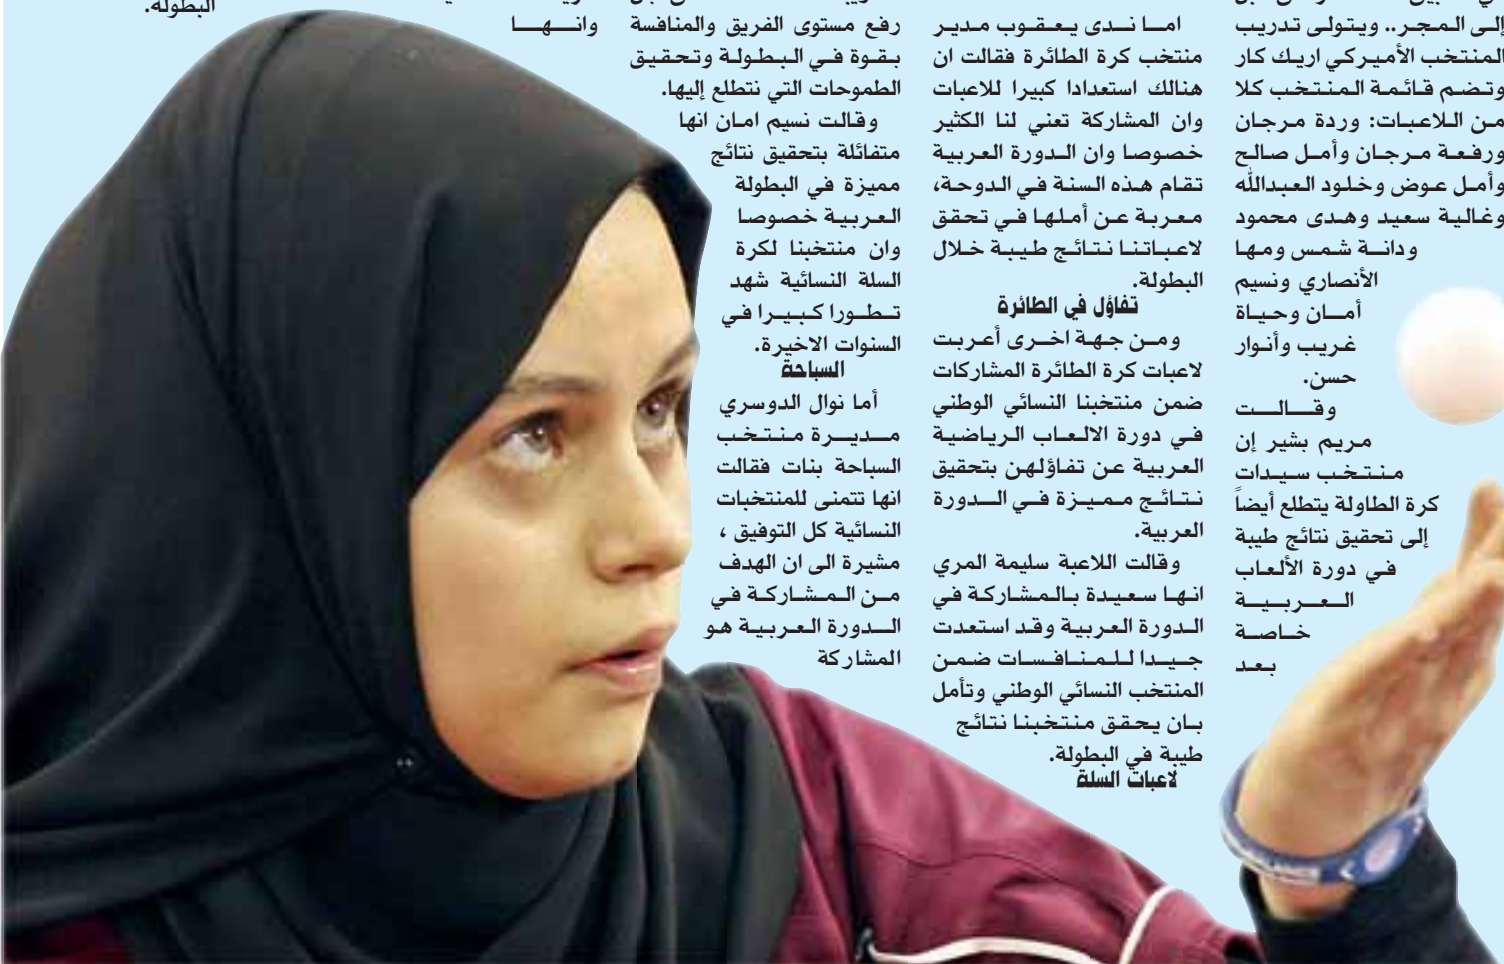 إلى المجر.. ويتولى تدريب
المنتخب الأميركي اريك كار
وتضم قائمة المنتخب كلا
من اللاعبات: وردة مرجان
ورفعة مرجان وأمل صالح
وأمل عوض وخلود العبدالله
وغالية سعيد وهدى محمود
ودانة شمس ومها
الأنصاري ونسيم
أمان وحياة
غريب وأنوار
حسن.
وقالت
مريم بشير إن
منتخب سيدات
كرة الطاولة يتطلع أيضاً
إلى تحقيق نتائج طيبة
في دورة الألعاب
العربية
خاصة
بعد
اما ندى يعقوب مدير
منتخب كرة الطائرة فقالت ان
هنالك استعدادا كبيرا للاعبات
وان المشاركة تعني لنا الكثير
خصوصا وان الدورة العربية
تقام هذه السنة في الدوحة،
معربة عن أملها في تحقق
لاعباتنا نتائج طيبة خلال
البطولة.
تفاؤل في الطائرة
ومن جهة اخرى أعربت
لاعبات كرة الطائرة المشاركات
ضمن منتخبنا النسائي الوطني
في دورة الالعاب الرياضية
العربية عن تفاؤلهن بتحقيق
نتائج مميزة في الدورة
العربية.
وقالت اللاعبة سليمة المري
انها سعيدة بالمشاركة في
الدورة العربية وقد استعدت
جيدا للمنافسات ضمن
المنتخب النسائي الوطني وتأمل
بان يحقق منتخبنا نتائج
طيبة في البطولة.
لاعبات السلة
رفع مستوى الفريق والمنافسة
بقوة في البطولة وتحقيق
الطموحات التي نتطلع إليها.
وقالت نسيم امان انها
متفائلة بتحقيق نتائج
مميزة في البطولة
العربية خصوصا
وان منتخبنا لكرة
السلة النسائية شهد
تطورا كبيرا في
السنوات الاخيرة.
السباحة
أما نوال الدوسري
مديرة منتخب
السباحة بنات فقالت
انها تتمنى للمنتخبات
النسائية كل التوفيق ،
مشيرة الى ان الهدف
من المشاركة في
الدورة العربية هو
المشاركة
وانها
البطولة.